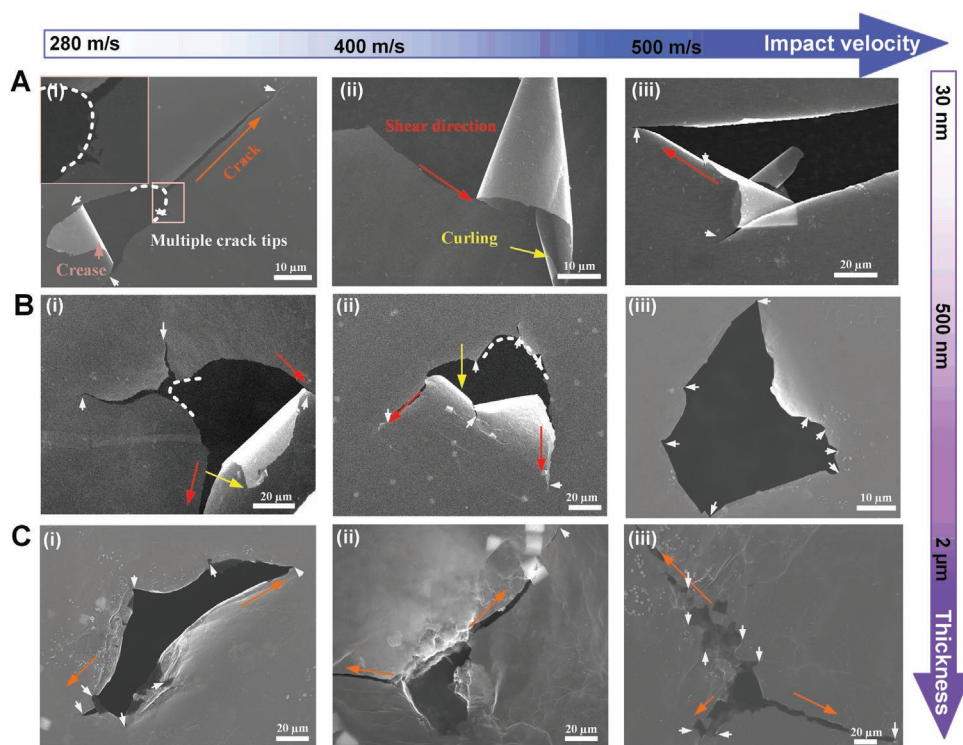 280 m/s 400 m/s 500 m/s Impact velocity
A
(i)
Crack
Multiple crack tips
Crease
10 µm
(ii)
Shear direction
Curling
10 µm
(iii)
20 µm
30 nm
B
(i)
20 µm
(ii)
20 µm
(iii)
10 µm
500 nm
C
(i)
20 µm
(ii)
20 µm
(iii)
20 µm
2 µm
Thickness